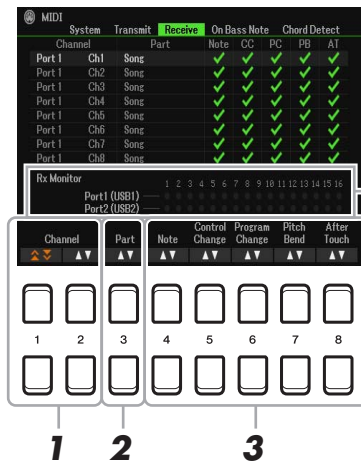 MIDI
System Transmit Receive On Bass Note Chord Detect
Channel Part Note CC PC PB AT
Port 1 Ch1 Song
Port 1 Ch2 Song
Port 1 Ch3 Song
Port 1 Ch4 Song
Port 1 Ch5 Song
Port 1 Ch6 Song
Port 1 Ch7 Song
Port 1 Ch8 Song
Rx Monitor 1 2 3 4 5 6 7 8 9 10 11 12 13 14 15 16
Port1 (USB1)
Port2 (USB2)
Channel Part Note Control Change Program Change Pitch Bend After Touch
1 2 3 4 5 6 7 8
1 2 3